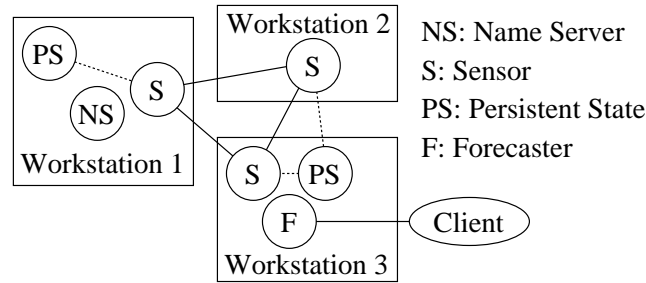 PS
S
NS
Workstation 1
Workstation 2
S
S
PS
F
Workstation 3
Client
NS: Name Server
S: Sensor
PS: Persistent State
F: Forecaster